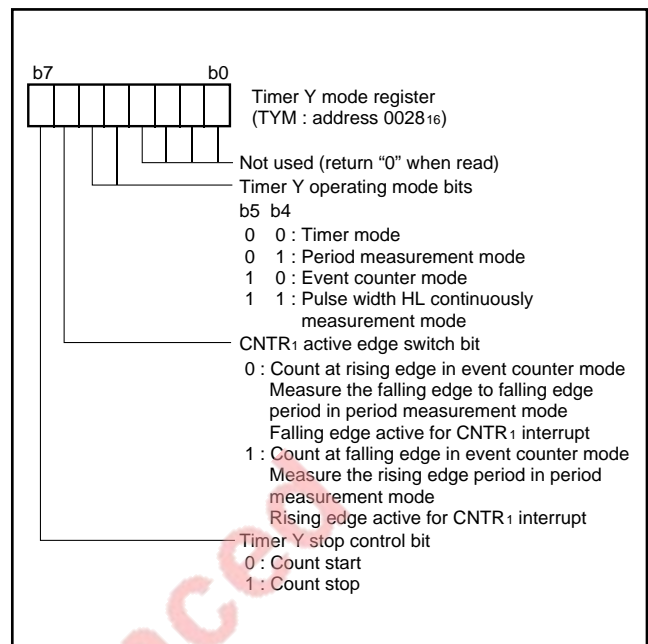 b7 b0
Timer Y mode register
(TYM : address 002816)
Not used (return “0” when read)
Timer Y operating mode bits
b5 b4
0 0 : Timer mode
0 1 : Period measurement mode
1 0 : Event counter mode
1 1 : Pulse width HL continuously
measurement mode
CNTR1 active edge switch bit
0 : Count at rising edge in event counter mode
Measure the falling edge to falling edge
period in period measurement mode
Falling edge active for CNTR1 interrupt
1 : Count at falling edge in event counter mode
Measure the rising edge period in period
measurement mode
Rising edge active for CNTR1 interrupt
Timer Y stop control bit
0 : Count start
1 : Count stop